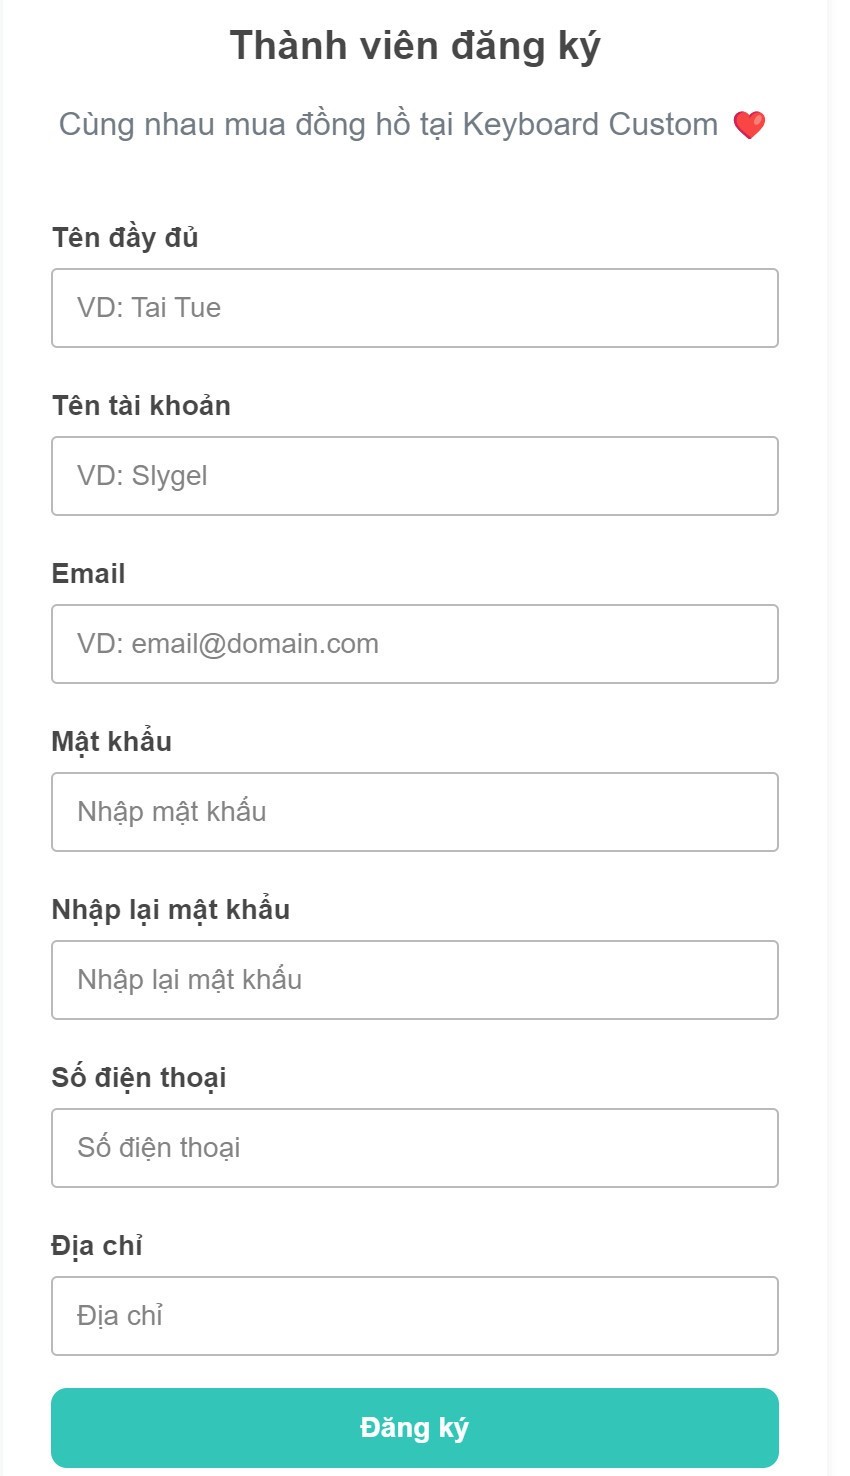 Thành viên đăng ký
Cùng nhau mua đồng hồ tại Keyboard Custom ❤️
Tên đầy đủ
VD: Tai Tue
Tên tài khoản
VD: Slygel
Email
VD: email@domain.com
Mật khẩu
Nhập mật khẩu
Nhập lại mật khẩu
Nhập lại mật khẩu
Số điện thoại
Số điện thoại
Địa chỉ
Địa chỉ
Đăng ký